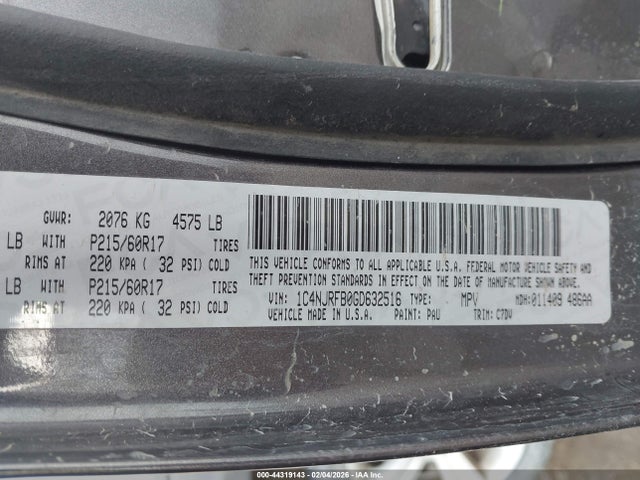 GVWR: 2076 KG 4575 LB
LB WITH P215/60R17 TIRES
RIMS AT 220 KPA ( 32 PSI) COLD
LB WITH P215/60R17 TIRES
RIMS AT 220 KPA ( 32 PSI) COLD
THIS VEHICLE CONFORMS TO ALL APPLICABLE U.S.A. FEDERAL MOTOR VEHICLE SAFETY AND
THEFT PREVENTION STANDARDS IN EFFECT ON THE DATE OF MANUFACTURE SHOWN ABOVE.
VIN: 1C4NJRFB0GD632516 TYPE: MPV MDH:011409 486AA
VEHICLE MADE IN U.S.A. PAINT: PAU TRIM: C7DV
000-44319143 - 02/04/2026 - IAA Inc.